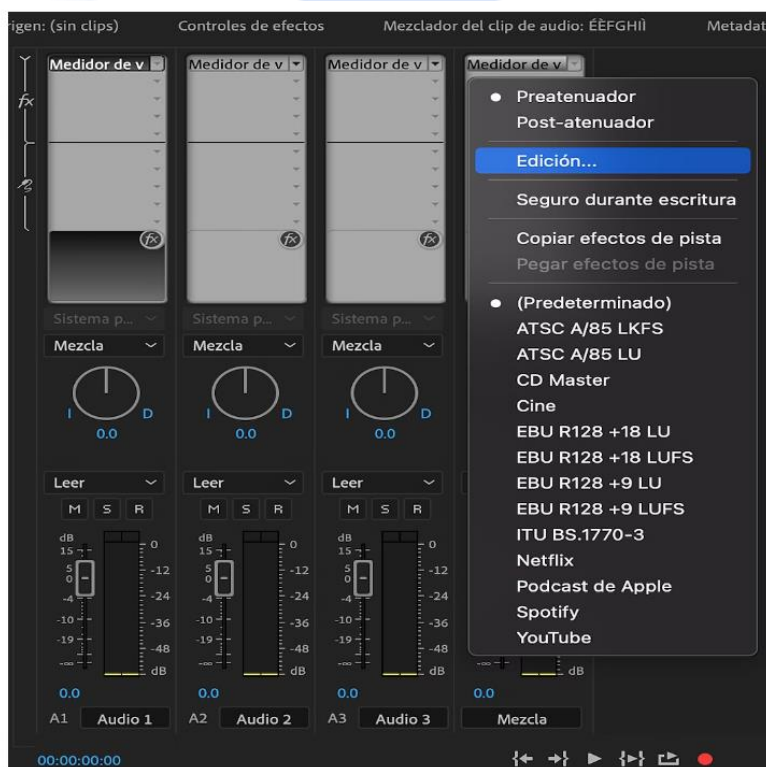 rigen: (sin clips) Controles de efectos Mezclador del clip de audio: ÉÈFGHIÌ Metadat
Medidor de v Medidor de v Medidor de v Medidor de v
fx
fx fx fx
Sistema p... Sistema p... Sistema p...
Mezcla Mezcla Mezcla
I D I D I D
0.0 0.0 0.0
Leer Leer Leer
M S R M S R M S R
dB dB dB
15 0 15 0 15 0
5 5 5
0 -12 0 -12 0 -12
-4 -24 -4 -24 -4 -24
-10 -36 -10 -36 -10 -36
-19 -48 -19 -48 -19 -48
-∞ dB -∞ dB -∞ dB -∞ dB
0.0 0.0 0.0 0.0
A1 Audio 1 A2 Audio 2 A3 Audio 3 Mezcla
00:00:00:00
Preatenuador
Post-atenuador
Edición...
Seguro durante escritura
Copiar efectos de pista
Pegar efectos de pista
(Predeterminado)
ATSC A/85 LKFS
ATSC A/85 LU
CD Master
Cine
EBU R128 +18 LU
EBU R128 +18 LUFS
EBU R128 +9 LU
EBU R128 +9 LUFS
ITU BS.1770-3
Netflix
Podcast de Apple
Spotify
YouTube